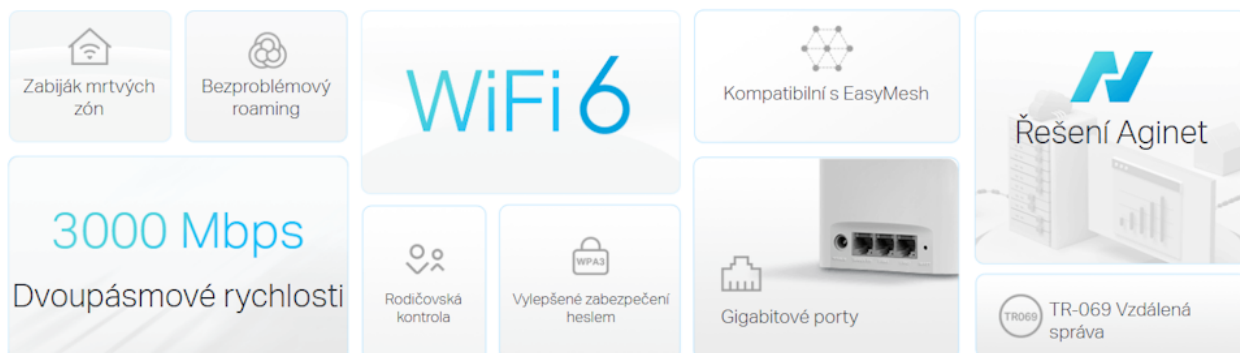 Zabiják mrtvých
zón
Bezproblémový
roaming
WiFi 6
Kompatibilní s EasyMesh
Řešení Aginet
3000 Mbps
Dvoupásmové rychlosti
Rodičovská
kontrola
WPA3
Vylepšené zabezpečení
heslem
Gigabitové porty
TR069
TR-069 Vzdálená
správa